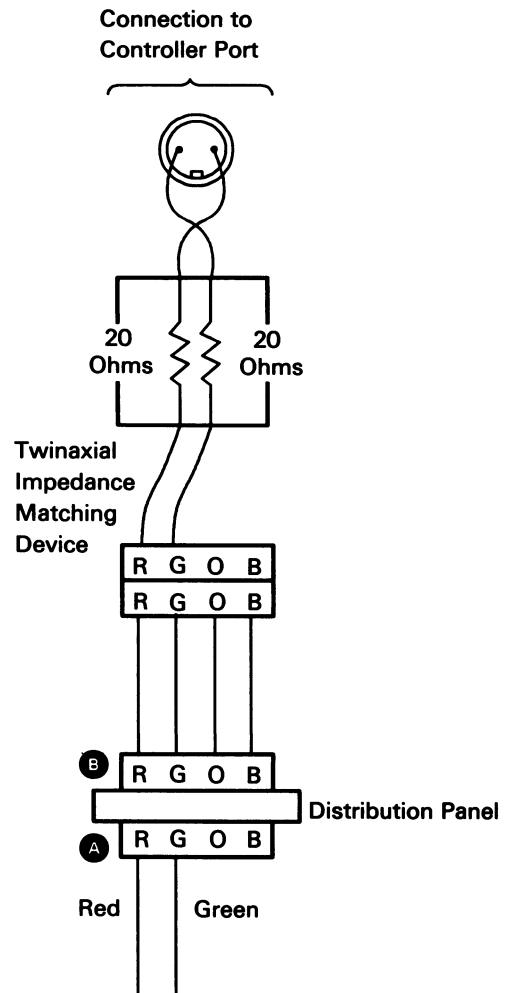 Connection to
Controller Port
20
Ohms
20
Ohms
Twinaxial
Impedance
Matching
Device
R G O B
R G O B
B
R G O B
Distribution Panel
A
R G O B
Red
Green